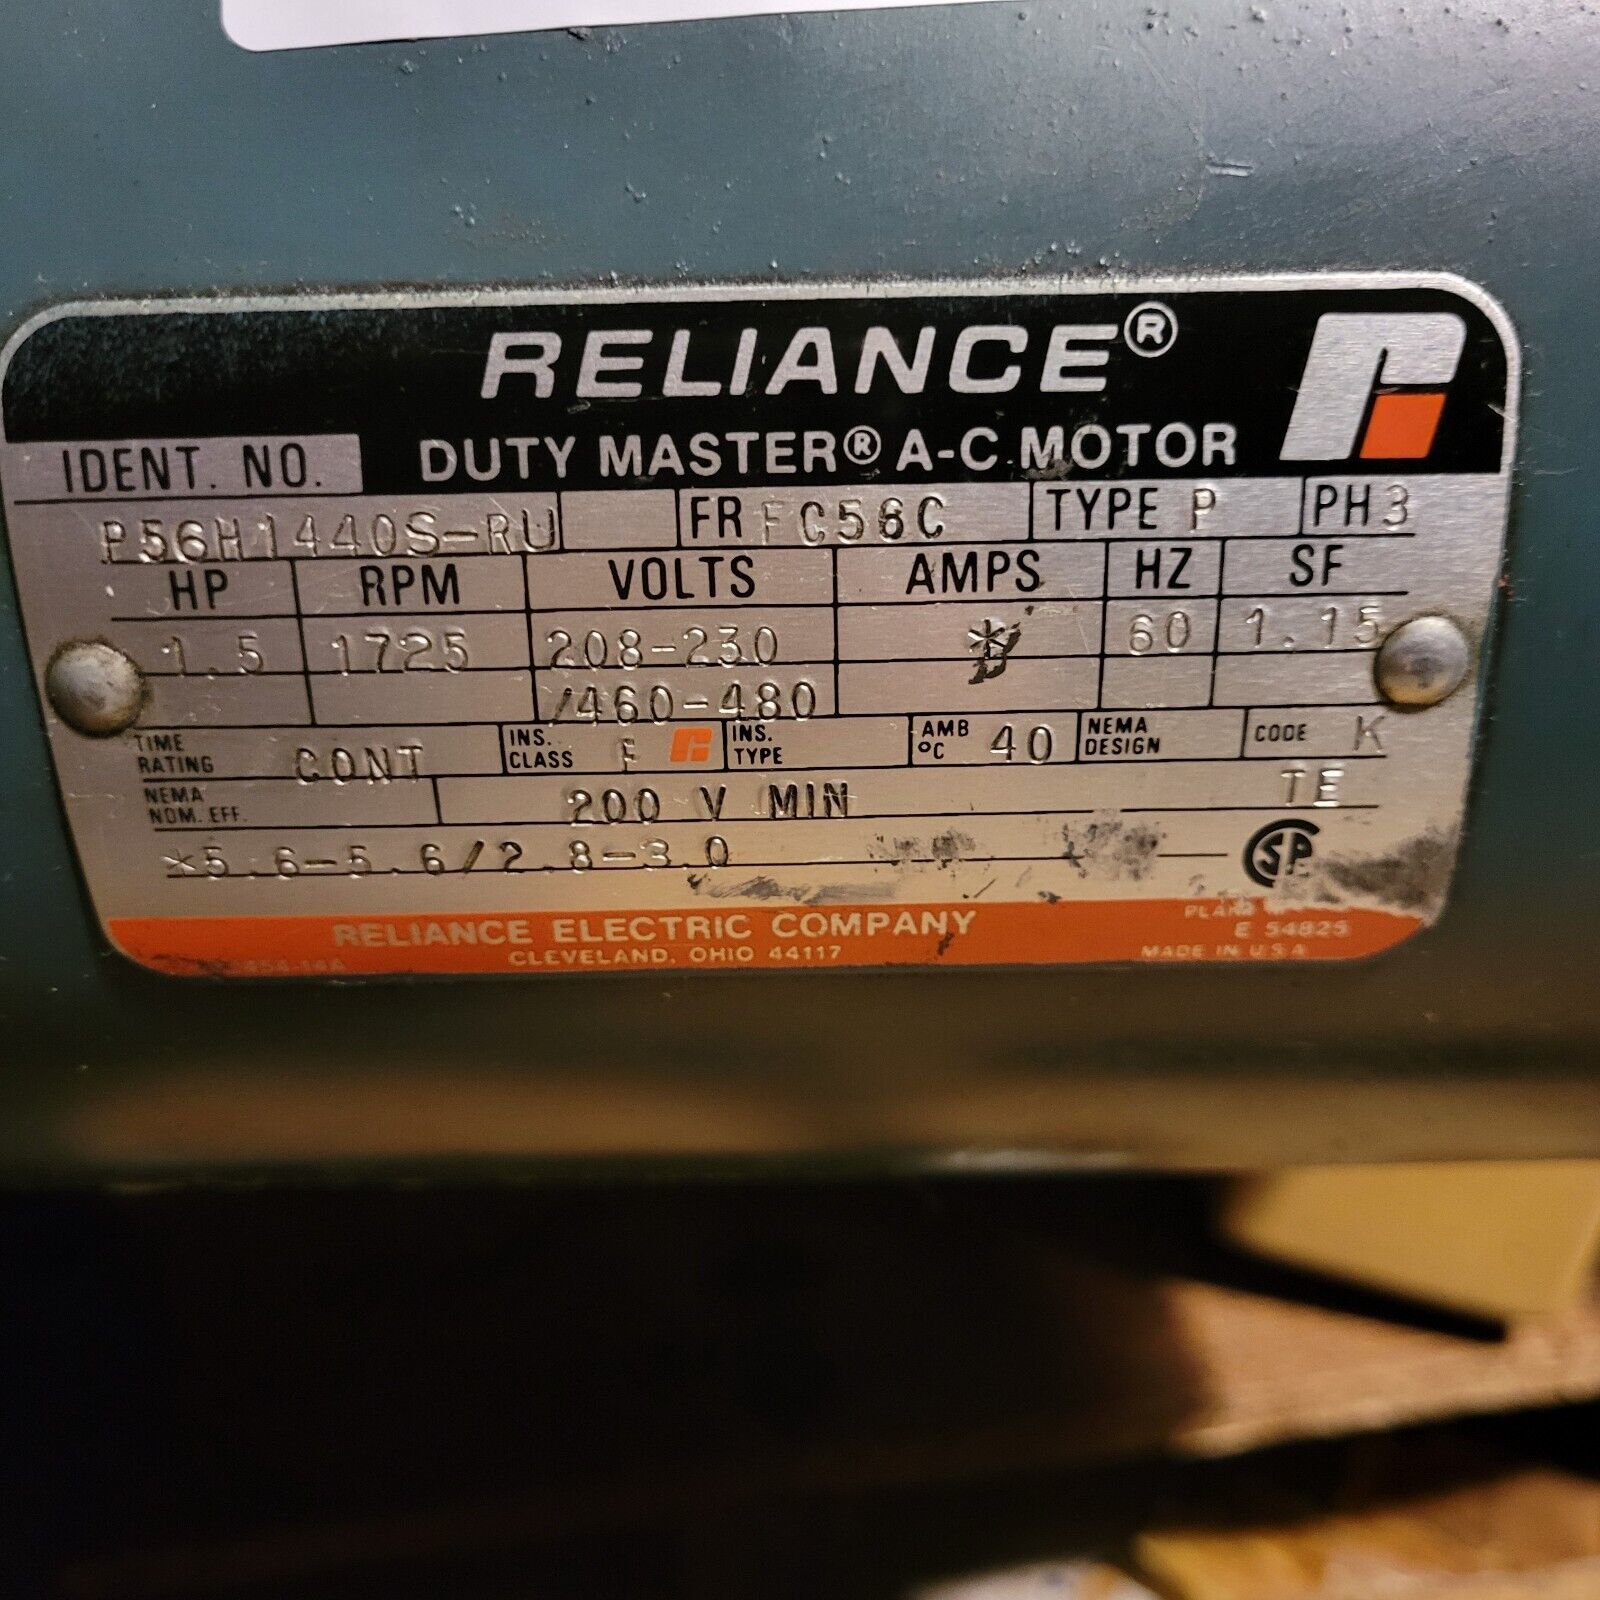 RELIANCE®
DUTY MASTER® A-C MOTOR
IDENT. NO.
P56H1440S-RU FR FC56C TYPE P PH 3
HP RPM VOLTS AMPS HZ SF
1.5 1725 208-230 * 60 1.15
/460-480
TIME RATING CONT INS. CLASS F INS. TYPE AMB °C 40 NEMA DESIGN CODE K
NEMA NOM. EFF. 200 V MIN TE
*5.6-5.6/2.8-3.0
RELIANCE ELECTRIC COMPANY
CLEVELAND, OHIO 44117
E 54825
MADE IN U.S.A